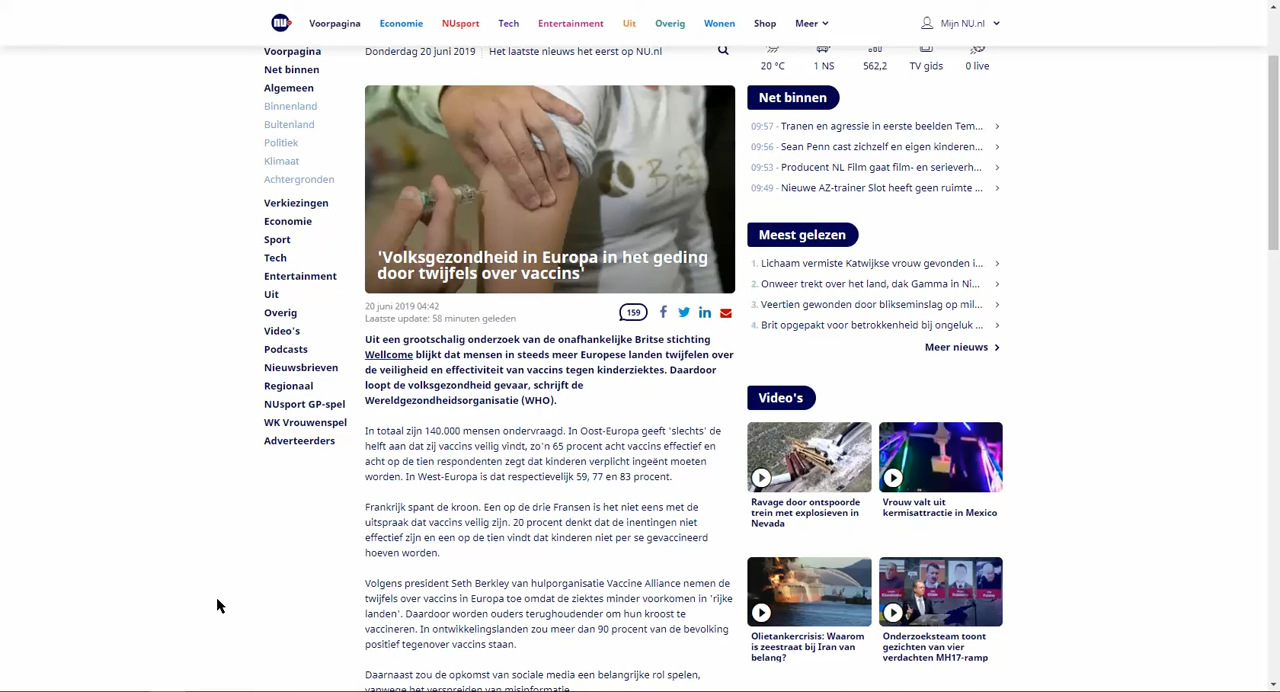 NU
Voorpagina Economie NUsport Tech Entertainment Uit Overig Wonen Shop Meer
Mijn NU.nl
Voorpagina
Net binnen
Algemeen
Binnenland
Buitenland
Politiek
Klimaat
Achtergronden
Verkiezingen
Economie
Sport
Tech
Entertainment
Uit
Overig
Video's
Podcasts
Nieuwsbrieven
Regionaal
NUsport GP-spel
WK Vrouwenspel
Adverteerders
Donderdag 20 juni 2019 Het laatste nieuws het eerst op NU.nl
'Volksgezondheid in Europa in het geding
door twijfels over vaccins'
20 juni 2019 04:42
Laatste update: 58 minuten geleden
159
Uit een grootschalig onderzoek van de onafhankelijke Britse stichting
Wellcome blijkt dat mensen in steeds meer Europese landen twijfelen over
de veiligheid en effectiviteit van vaccins tegen kinderziektes. Daardoor
loopt de volksgezondheid gevaar, schrijft de
Wereldgezondheidsorganisatie (WHO).
In totaal zijn 140.000 mensen ondervraagd. In Oost-Europa geeft 'slechts' de
helft aan dat zij vaccins veilig vindt, zo'n 65 procent acht vaccins effectief en
acht op de tien respondenten zegt dat kinderen verplicht ingeënt moeten
worden. In West-Europa is dat respectievelijk 59, 77 en 83 procent.
Frankrijk spant de kroon. Een op de drie Fransen is het niet eens met de
uitspraak dat vaccins veilig zijn. 20 procent denkt dat de inentingen niet
effectief zijn en een op de tien vindt dat kinderen niet per se gevaccineerd
hoeven worden.
Volgens president Seth Berkley van hulporganisatie Vaccine Alliance nemen de
twijfels over vaccins in Europa toe omdat de ziektes minder voorkomen in 'rijke
landen'. Daardoor worden ouders terughoudender om hun kroost te
vaccineren. In ontwikkelingslanden zou meer dan 90 procent van de bevolking
positief tegenover vaccins staan.
Daarnaast zou de opkomst van sociale media een belangrijke rol spelen,
vanwege het verspreiden van misinformatie.
20 °C 1 NS 562,2 TV gids 0 live
Net binnen
09:57 - Tranen en agressie in eerste beelden Tem...
09:56 - Sean Penn cast zichzelf en eigen kinderen...
09:53 - Producent NL Film gaat film- en serieverh...
09:49 - Nieuwe AZ-trainer Slot heeft geen ruimte ...
Meest gelezen
1. Lichaam vermiste Katwijkse vrouw gevonden i...
2. Onweer trekt over het land, dak Gamma in Ni...
3. Veertien gewonden door blikseminslag op mil...
4. Brit opgepakt voor betrokkenheid bij ongeluk ...
Meer nieuws
Video's
Ravage door ontspoorde
trein met explosieven in
Nevada
Vrouw valt uit
kermisattractie in Mexico
Olietankercrisis: Waarom
is zeestraat bij Iran van
belang?
Onderzoeksteam toont
gezichten van vier
verdachten MH17-ramp